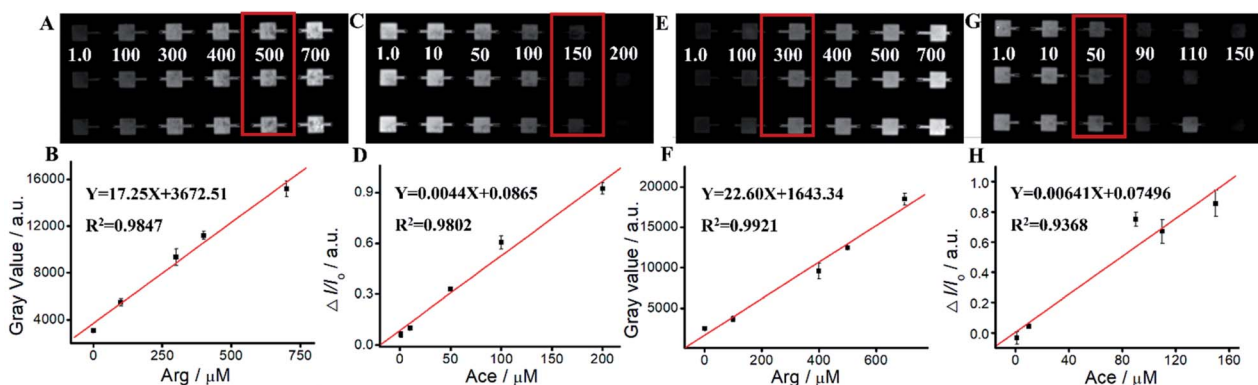 A
1.0 100 300 400 500 700
C
1.0 10 50 100 150 200
E
1.0 100 300 400 500 700
G
1.0 10 50 90 110 150
B
Y=17.25X+3672.51
R²=0.9847
16000
12000
8000
4000
Gray Value / a.u.
0 250 500 750
Arg / μM
D
Y=0.0044X+0.0865
R²=0.9802
0.9
0.6
0.3
0.0
△ I/Iₒ / a.u.
0 50 100 150 200
Ace / μM
F
Y=22.60X+1643.34
R²=0.9921
20000
15000
10000
5000
Gray value / a.u.
0 200 400 600
Arg / μM
H
Y=0.00641X+0.07496
R²=0.9368
1.0
0.8
0.6
0.4
0.2
0.0
△ I/Iₒ / a.u.
0 40 80 120 160
Ace / μM